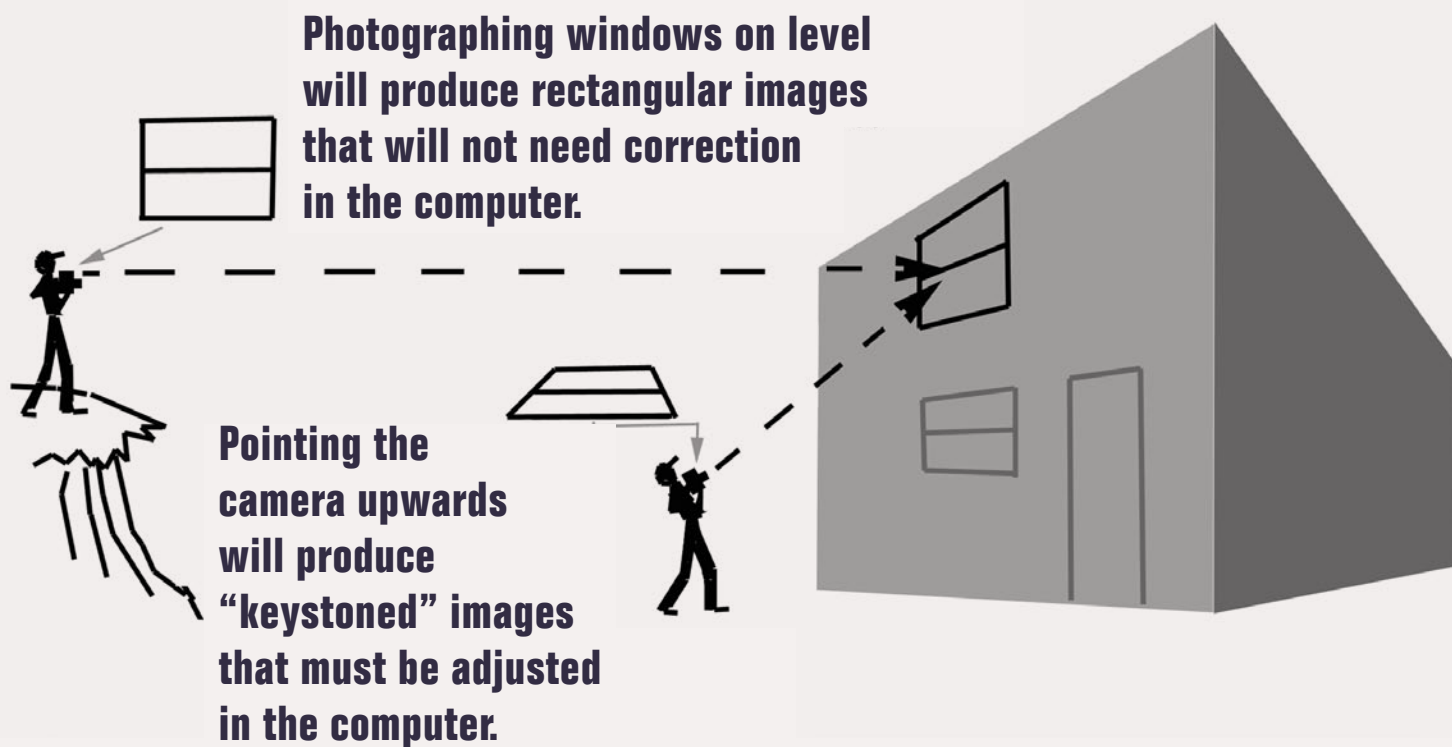 Photographing windows on level
will produce rectangular images
that will not need correction
in the computer.
Pointing the
camera upwards
will produce
“keystoned” images
that must be adjusted
in the computer.